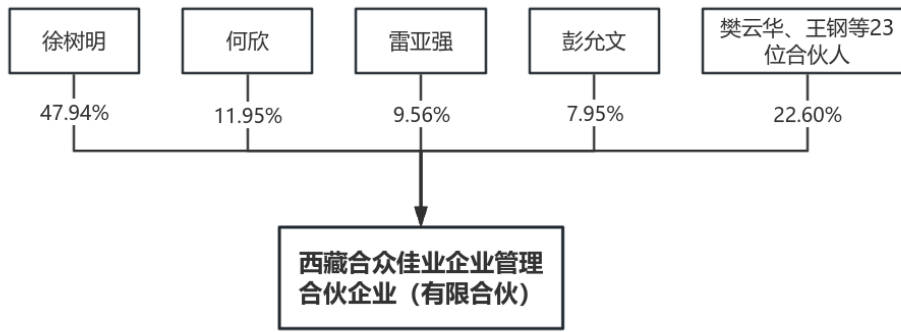 徐树明
何欣
雷亚强
彭允文
樊云华、王钢等23
位合伙人
47.94%
11.95%
9.56%
7.95%
22.60%
西藏合众佳业企业管理
合伙企业（有限合伙）